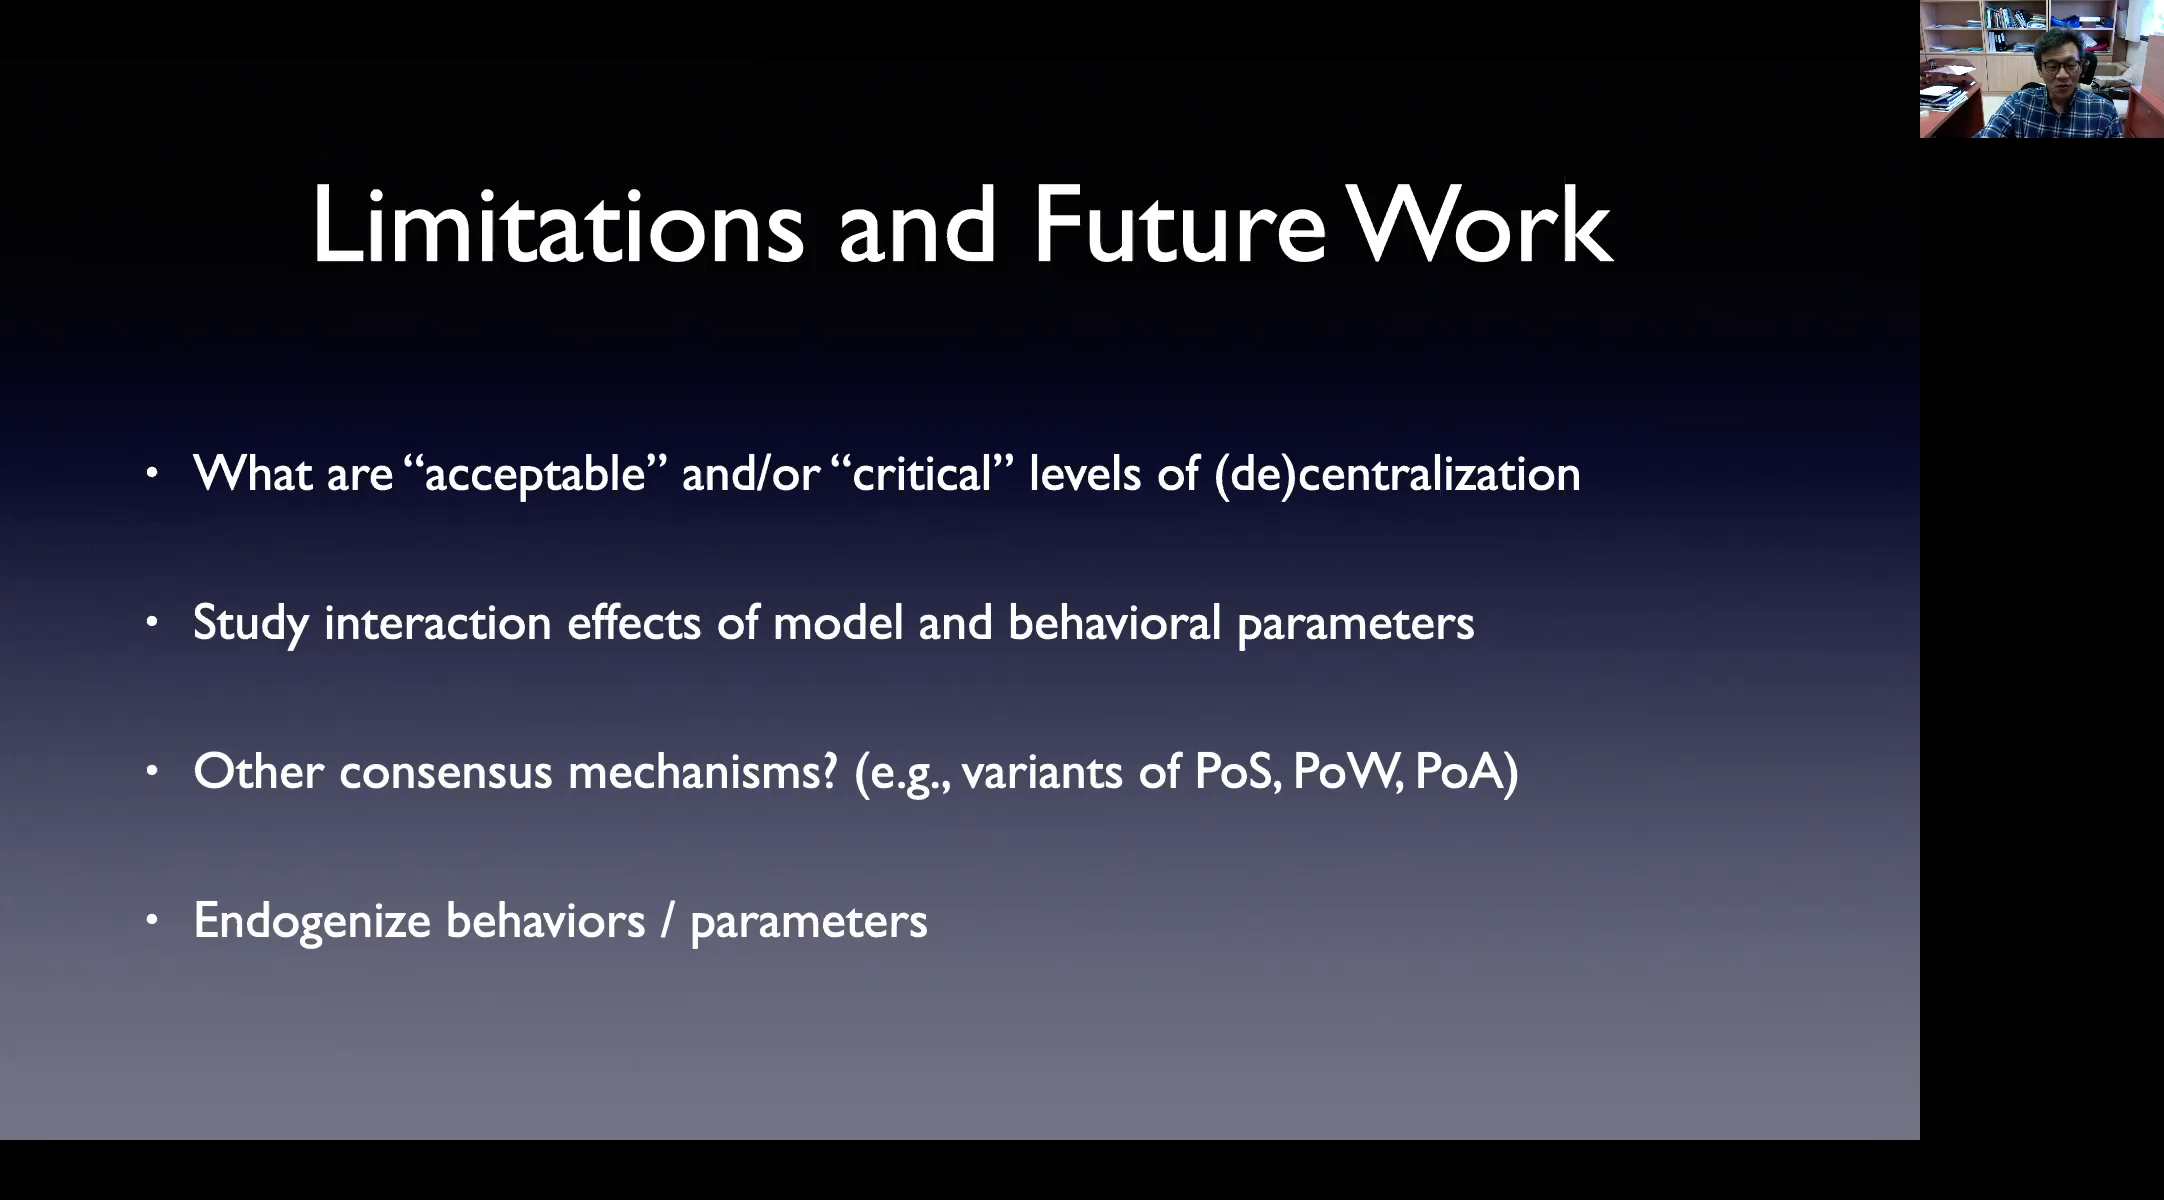 Limitations and Future Work
• What are “acceptable” and/or “critical” levels of (de)centralization
• Study interaction effects of model and behavioral parameters
• Other consensus mechanisms? (e.g., variants of PoS, PoW, PoA)
• Endogenize behaviors / parameters